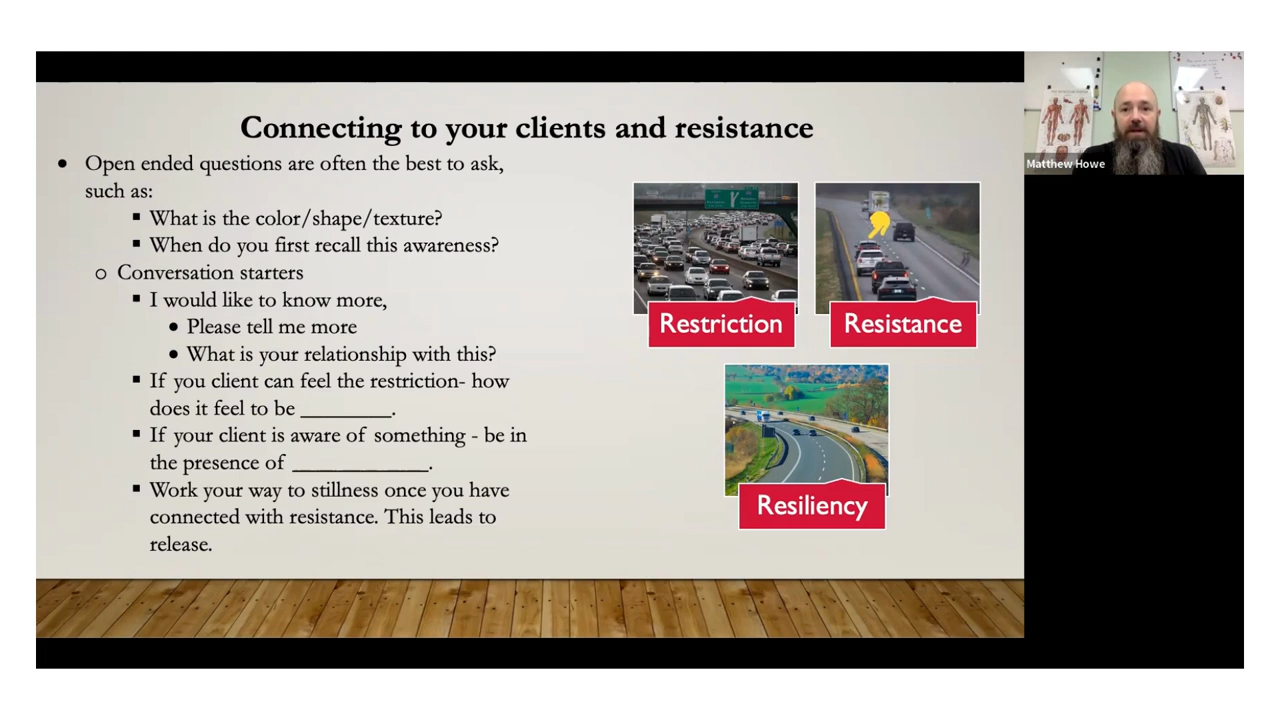 Connecting to your clients and resistance
• Open ended questions are often the best to ask,
such as:
▪ What is the color/shape/texture?
▪ When do you first recall this awareness?
o Conversation starters
▪ I would like to know more,
• Please tell me more
• What is your relationship with this?
▪ If you client can feel the restriction- how
does it feel to be ________.
▪ If your client is aware of something - be in
the presence of ____________.
▪ Work your way to stillness once you have
connected with resistance. This leads to
release.
Restriction
Resistance
Resiliency
Matthew Howe